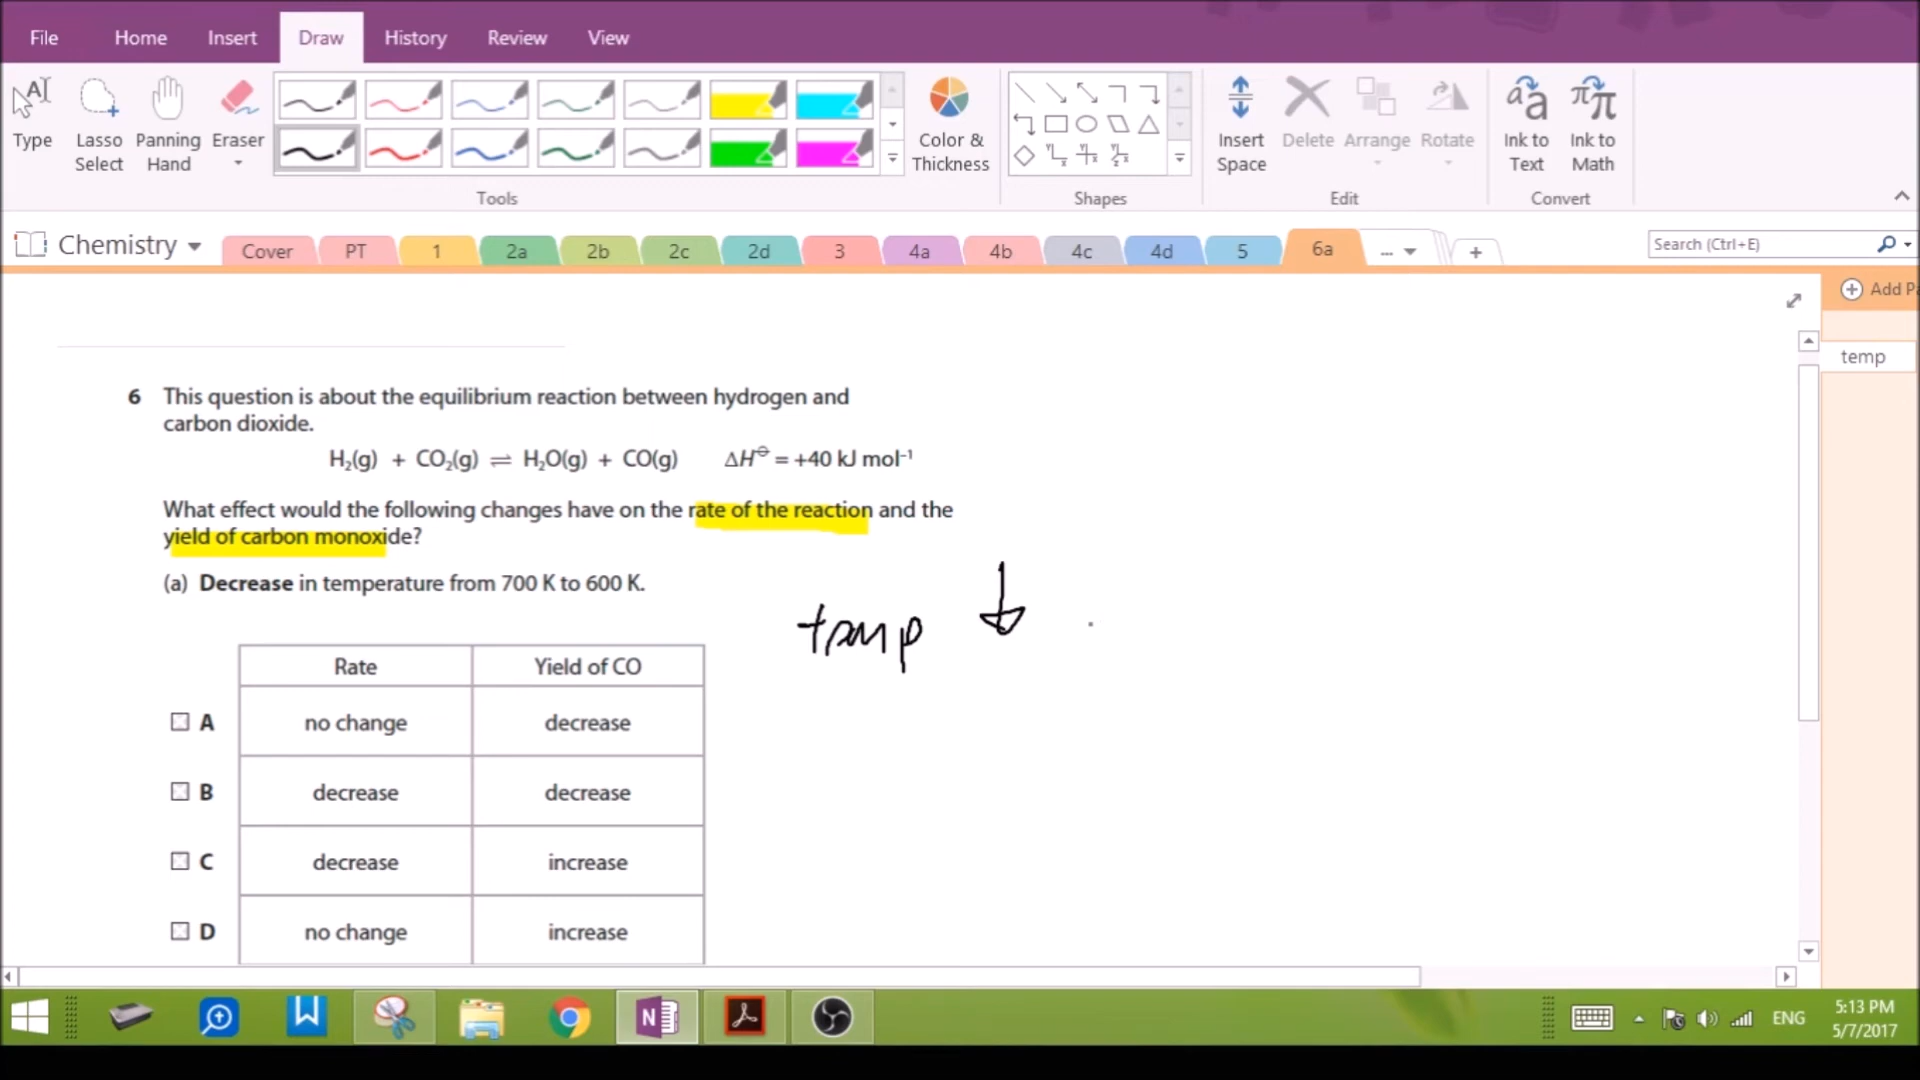 File Home Insert Draw History Review View
Type
Lasso Select
Panning Hand
Eraser
Color & Thickness
Insert Space
Delete Arrange Rotate
Ink to Text
Ink to Math
Tools Shapes Edit Convert
Chemistry Cover PT 1 2a 2b 2c 2d 3 4a 4b 4c 4d 5 6a ... + Search (Ctrl+E)
Add Pa
temp
6 This question is about the equilibrium reaction between hydrogen and
carbon dioxide.
H₂(g) + CO₂(g) ⇌ H₂O(g) + CO(g) ΔH⊖ = +40 kJ mol⁻¹
What effect would the following changes have on the rate of the reaction and the
yield of carbon monoxide?
(a) Decrease in temperature from 700 K to 600 K.
temp ↓
Rate Yield of CO
A no change decrease
B decrease decrease
C decrease increase
D no change increase
ENG
5:13 PM
5/7/2017